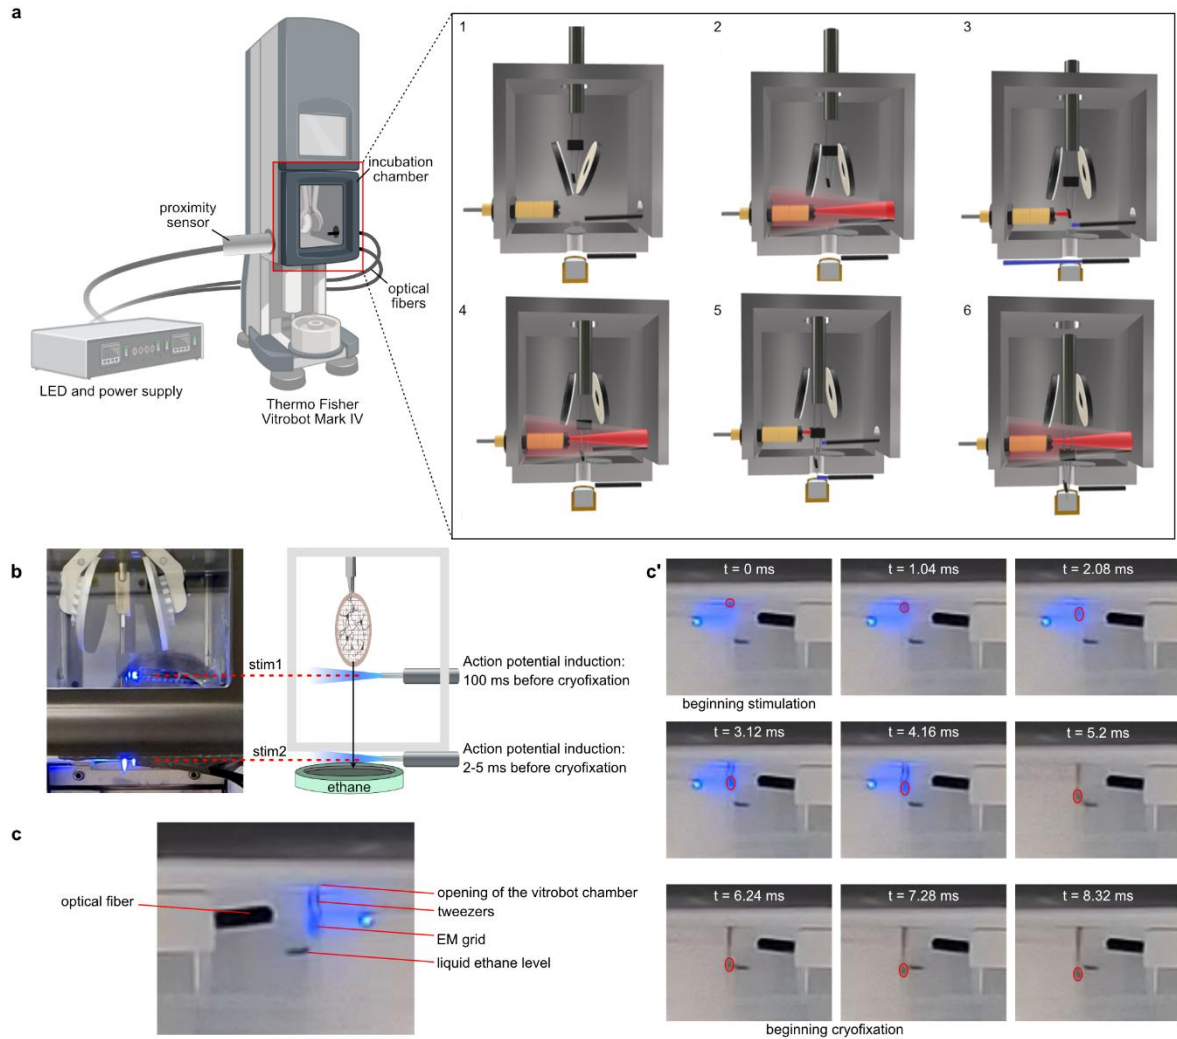 a
incubation
chamber
proximity
sensor
optical
fibers
LED and power supply
Thermo Fisher
Vitrobot Mark IV
1
2
3
4
5
6
b
stim1
Action potential induction:
100 ms before cryofixation
stim2
Action potential induction:
2-5 ms before cryofixation
ethane
c
optical fiber
opening of the vitrobot chamber
tweezers
EM grid
liquid ethane level
c'
t = 0 ms
t = 1.04 ms
t = 2.08 ms
beginning stimulation
t = 3.12 ms
t = 4.16 ms
t = 5.2 ms
t = 6.24 ms
t = 7.28 ms
t = 8.32 ms
beginning cryofixation